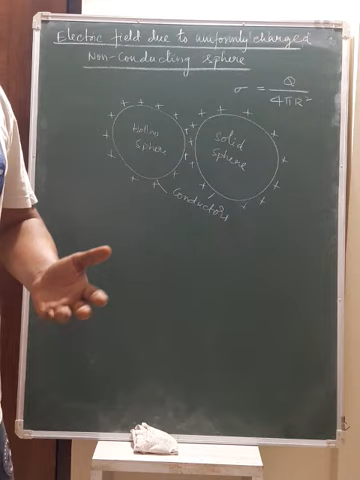 Electric field due to uniformly charged
Non-Conducting sphere
σ = Q / 4πR²
Hollow
Sphere
Solid
Sphere
Conductors